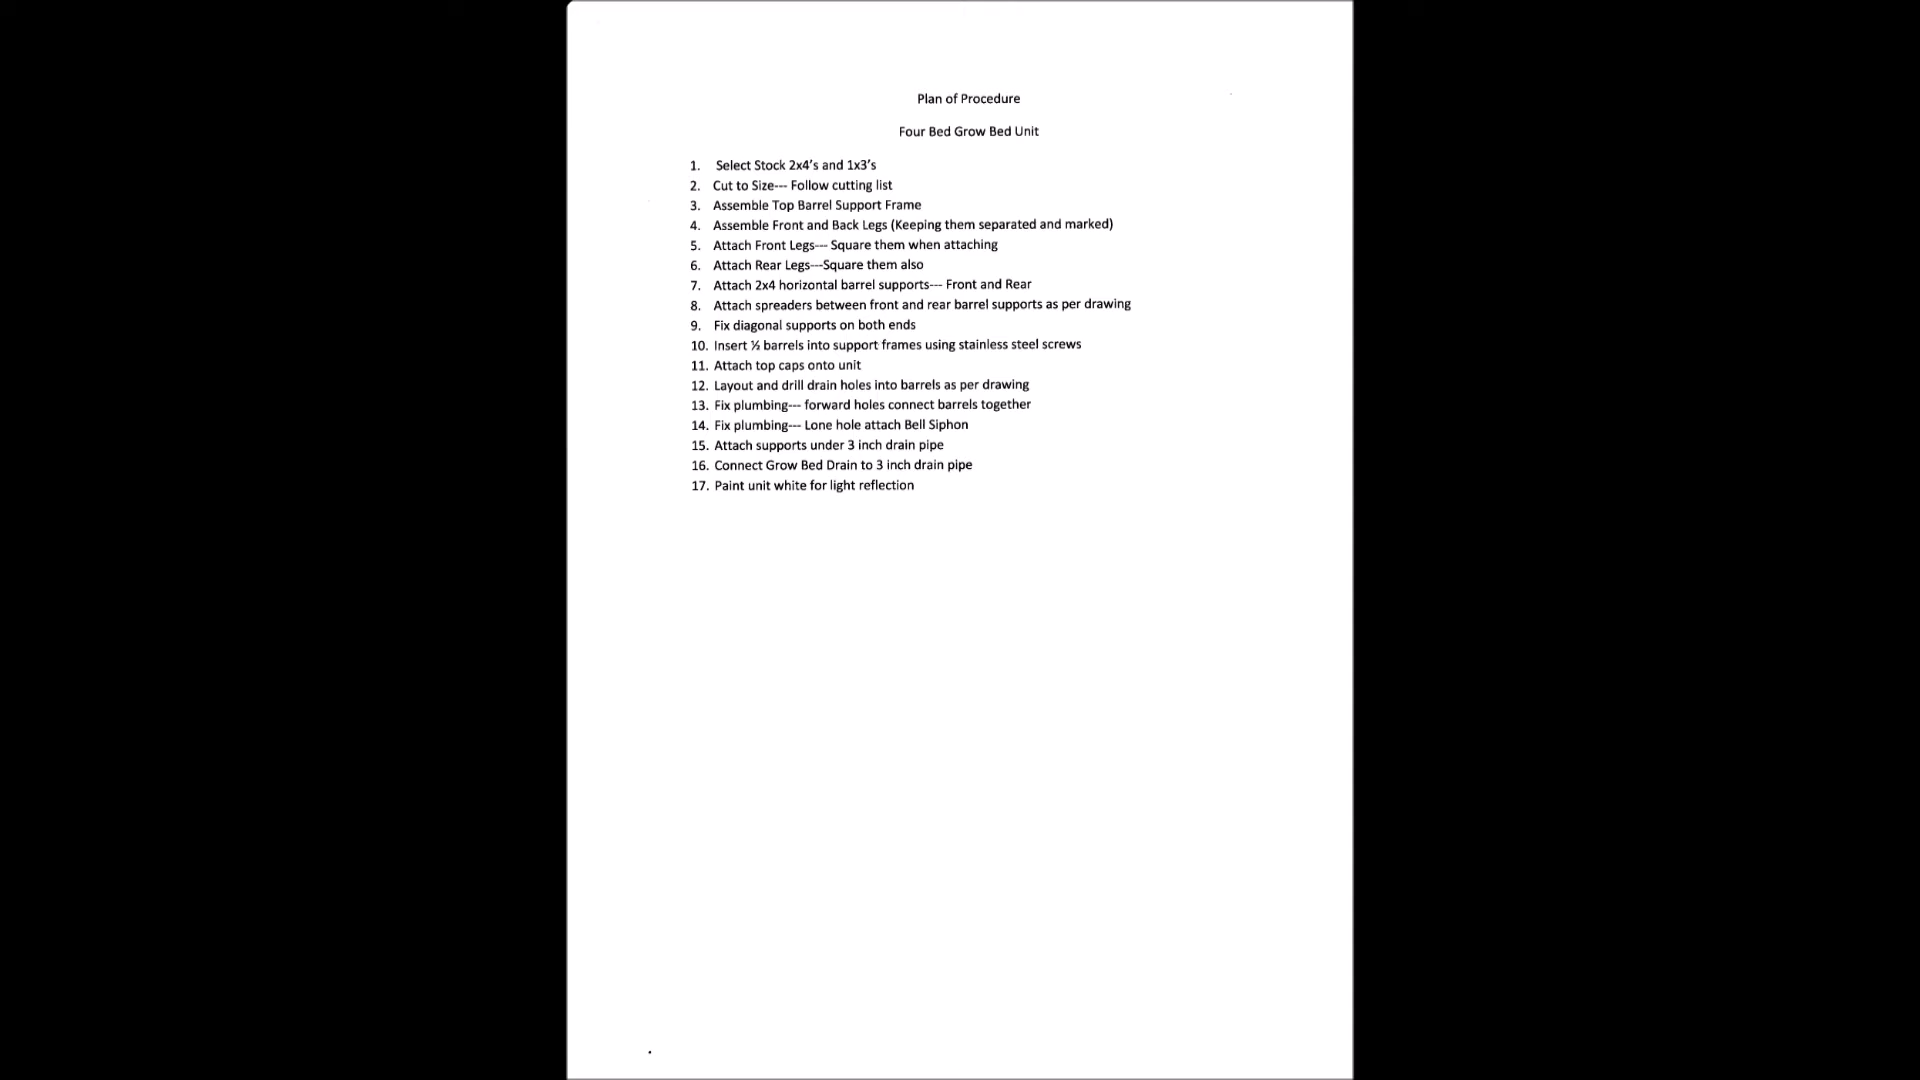 Plan of Procedure
Four Bed Grow Bed Unit
1. Select Stock 2x4's and 1x3's
2. Cut to Size--- Follow cutting list
3. Assemble Top Barrel Support Frame
4. Assemble Front and Back Legs (Keeping them separated and marked)
5. Attach Front Legs--- Square them when attaching
6. Attach Rear Legs---Square them also
7. Attach 2x4 horizontal barrel supports--- Front and Rear
8. Attach spreaders between front and rear barrel supports as per drawing
9. Fix diagonal supports on both ends
10. Insert ½ barrels into support frames using stainless steel screws
11. Attach top caps onto unit
12. Layout and drill drain holes into barrels as per drawing
13. Fix plumbing--- forward holes connect barrels together
14. Fix plumbing--- Lone hole attach Bell Siphon
15. Attach supports under 3 inch drain pipe
16. Connect Grow Bed Drain to 3 inch drain pipe
17. Paint unit white for light reflection